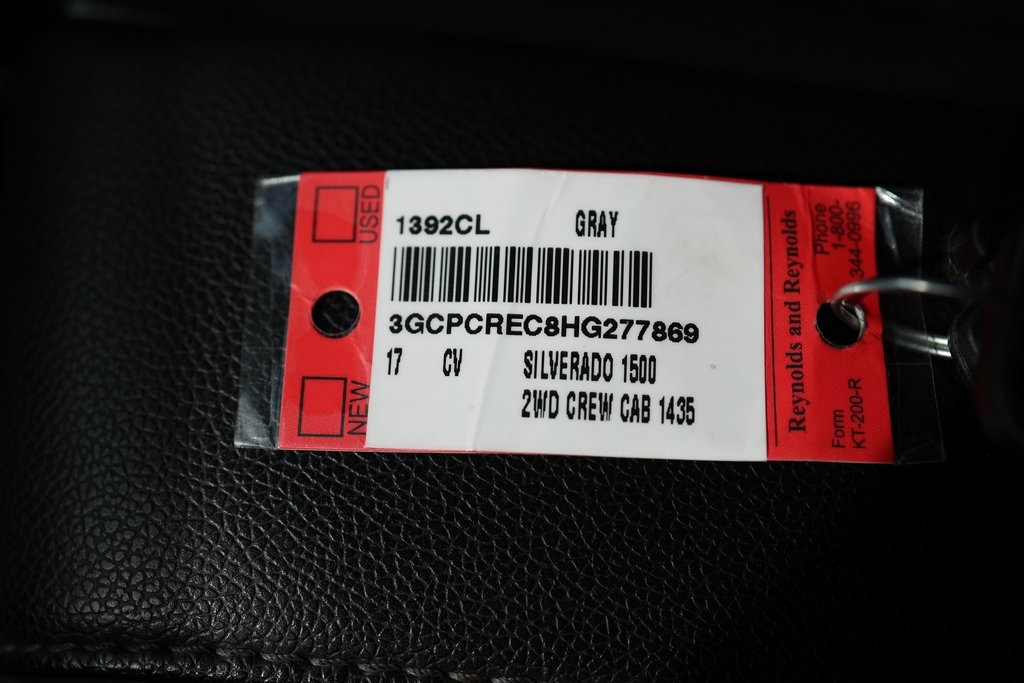 USED
NEW
1392CL GRAY
3GCPCREC8HG277869
17 CV SILVERADO 1500
2WD CREW CAB 1435
Reynolds and Reynolds
Phone
1-800-
344-0996
Form
KT-200-R